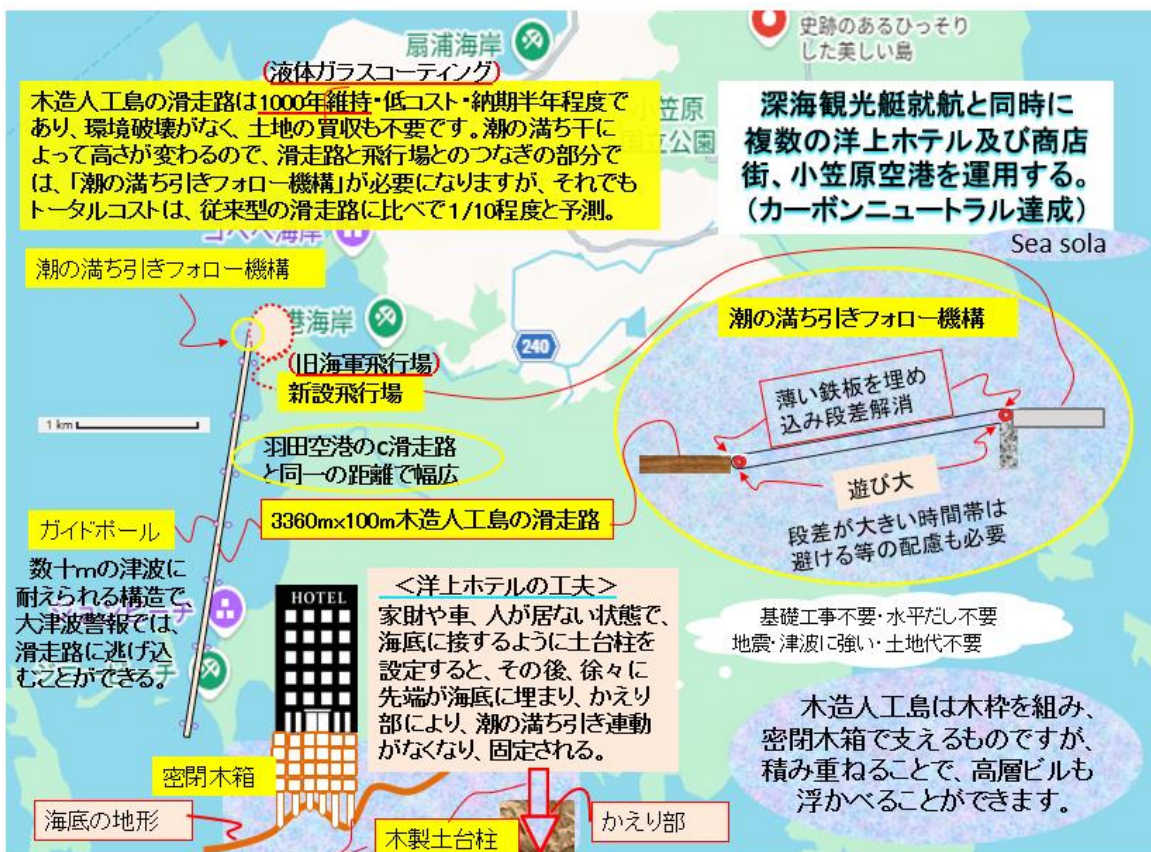 扇浦海岸
史跡のあるひっそり
した美しい島
(液体ガラスコーティング)
木造人工島の滑走路は1000年維持・低コスト・納期半年程度で
あり、環境破壊がなく、土地の買収も不要です。潮の満ち干に
よって高さが変わるので、滑走路と飛行場とのつなぎの部分で
は、「潮の満ち引きフォロー機構」が必要になりますが、それでも
トータルコストは、従来型の滑走路に比べで1/10程度と予測。
小笠原
国立公園
深海観光艇就航と同時に
複数の洋上ホテル及び商店
街、小笠原空港を運用する。
(カーボンニュートラル達成)
Sea sola
コペペ海岸
潮の満ち引きフォロー機構
港海岸
240
(旧海軍飛行場)
新設飛行場
1 km
羽田空港のC滑走路
と同一の距離で幅広
3360mx100m木造人工島の滑走路
潮の満ち引きフォロー機構
薄い鉄板を埋め
込み段差解消
遊び大
段差が大きい時間帯は
避ける等の配慮も必要
ガイドポール
数十mの津波に
耐えられる構造で、
大津波警報では、
滑走路に逃げ込
むことができる。
HOTEL
<洋上ホテルの工夫>
家財や車、人が居ない状態で、
海底に接するように土台柱を
設定すると、その後、徐々に
先端が海底に埋まり、かえり
部により、潮の満ち引き連動
がなくなり、固定される。
基礎工事不要・水平だし不要
地震・津波に強い・土地代不要
木造人工島は木枠を組み、
密閉木箱で支えるものですが、
積み重ねることで、高層ビルも
浮かべることができます。
密閉木箱
海底の地形
木製土台柱
かえり部